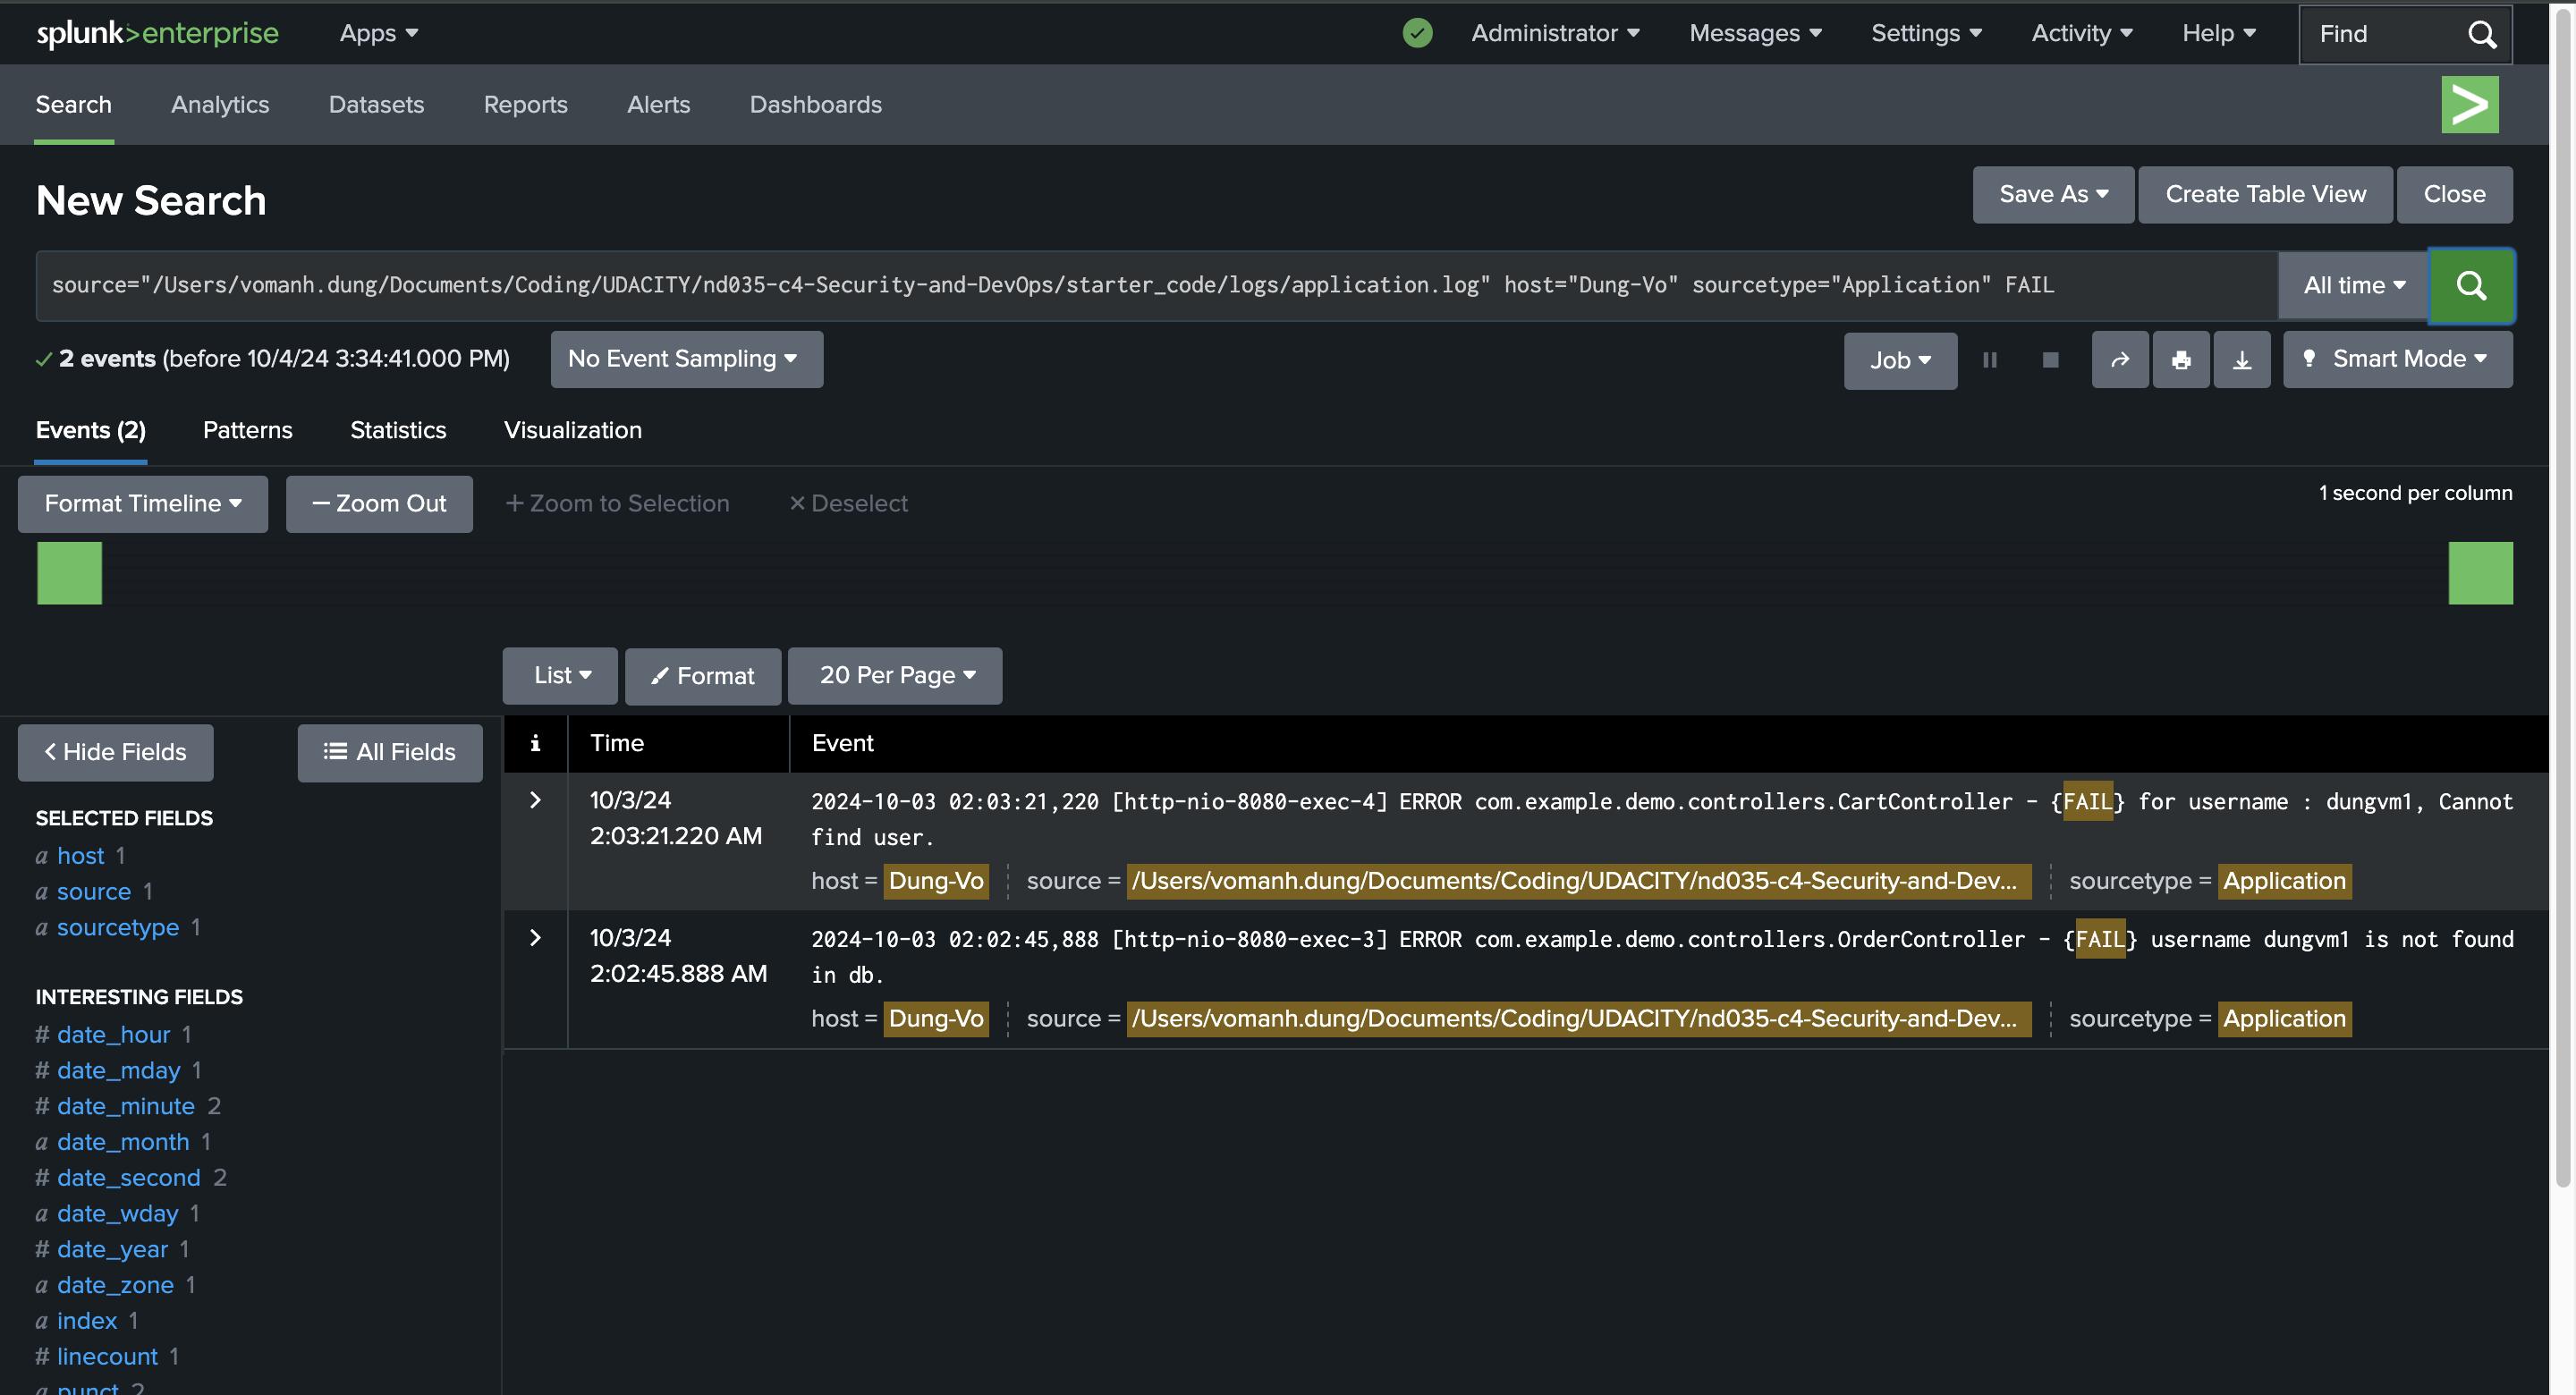 splunk>enterprise Apps Administrator Messages Settings Activity Help Find
Search Analytics Datasets Reports Alerts Dashboards
New Search
Save As Create Table View Close
source="/Users/vomanh.dung/Documents/Coding/UDACITY/nd035-c4-Security-and-DevOps/starter_code/logs/application.log" host="Dung-Vo" sourcetype="Application" FAIL
All time
2 events (before 10/4/24 3:34:41.000 PM) No Event Sampling Job Smart Mode
Events (2) Patterns Statistics Visualization
Format Timeline — Zoom Out + Zoom to Selection × Deselect
1 second per column
List Format 20 Per Page
< Hide Fields All Fields
SELECTED FIELDS
a host 1
a source 1
a sourcetype 1
INTERESTING FIELDS
# date_hour 1
# date_mday 1
# date_minute 2
a date_month 1
# date_second 2
a date_wday 1
# date_year 1
a date_zone 1
a index 1
# linecount 1
a punct 2
i Time Event
> 10/3/24
2:03:21.220 AM
2024-10-03 02:03:21,220 [http-nio-8080-exec-4] ERROR com.example.demo.controllers.CartController - {FAIL} for username : dungvm1, Cannot
find user.
host = Dung-Vo source = /Users/vomanh.dung/Documents/Coding/UDACITY/nd035-c4-Security-and-Dev... sourcetype = Application
> 10/3/24
2:02:45.888 AM
2024-10-03 02:02:45,888 [http-nio-8080-exec-3] ERROR com.example.demo.controllers.OrderController - {FAIL} username dungvm1 is not found
in db.
host = Dung-Vo source = /Users/vomanh.dung/Documents/Coding/UDACITY/nd035-c4-Security-and-Dev... sourcetype = Application